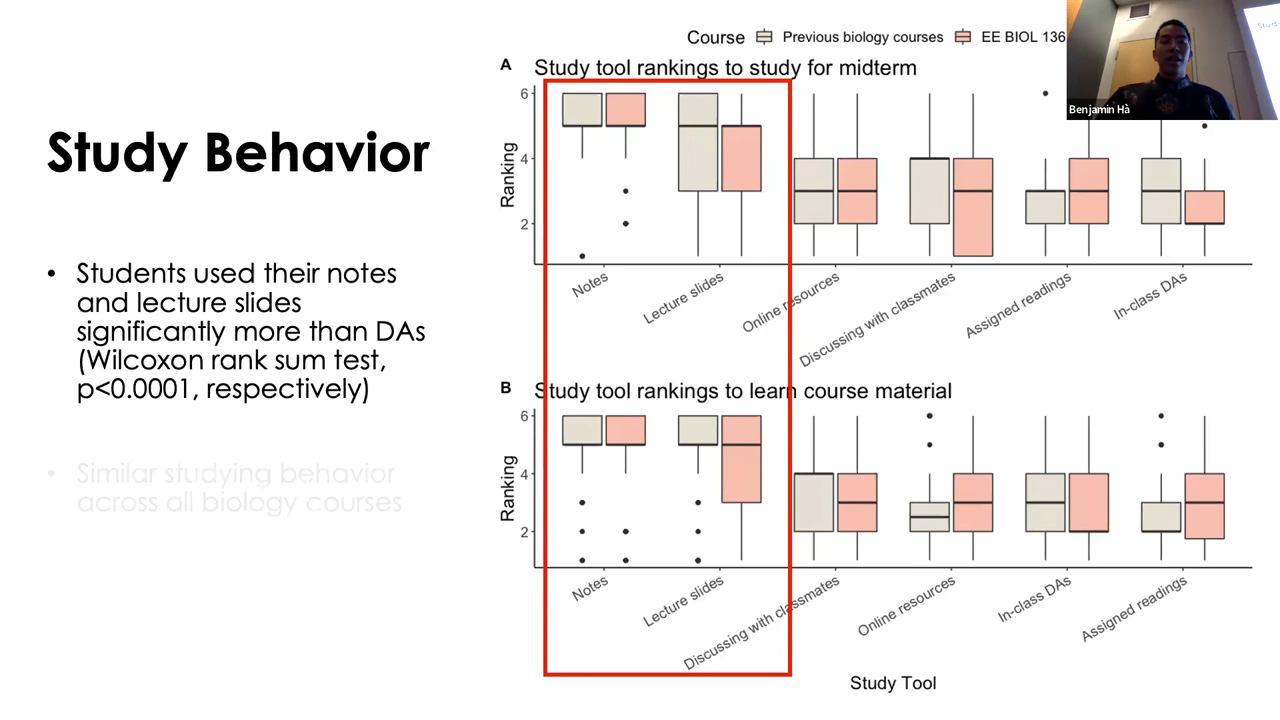 Study Behavior
• Students used their notes
and lecture slides
significantly more than DAs
(Wilcoxon rank sum test,
p<0.0001, respectively)
• Similar studying behavior
across all biology courses
Course Previous biology courses EE BIOL 136
Benjamin Hà
A Study tool rankings to study for midterm
Ranking
6
4
2
Notes
Lecture slides
Online resources
Discussing with classmates
Assigned readings
In-class DAs
B Study tool rankings to learn course material
Ranking
6
4
2
Notes
Lecture slides
Discussing with classmates
Online resources
In-class DAs
Assigned readings
Study Tool